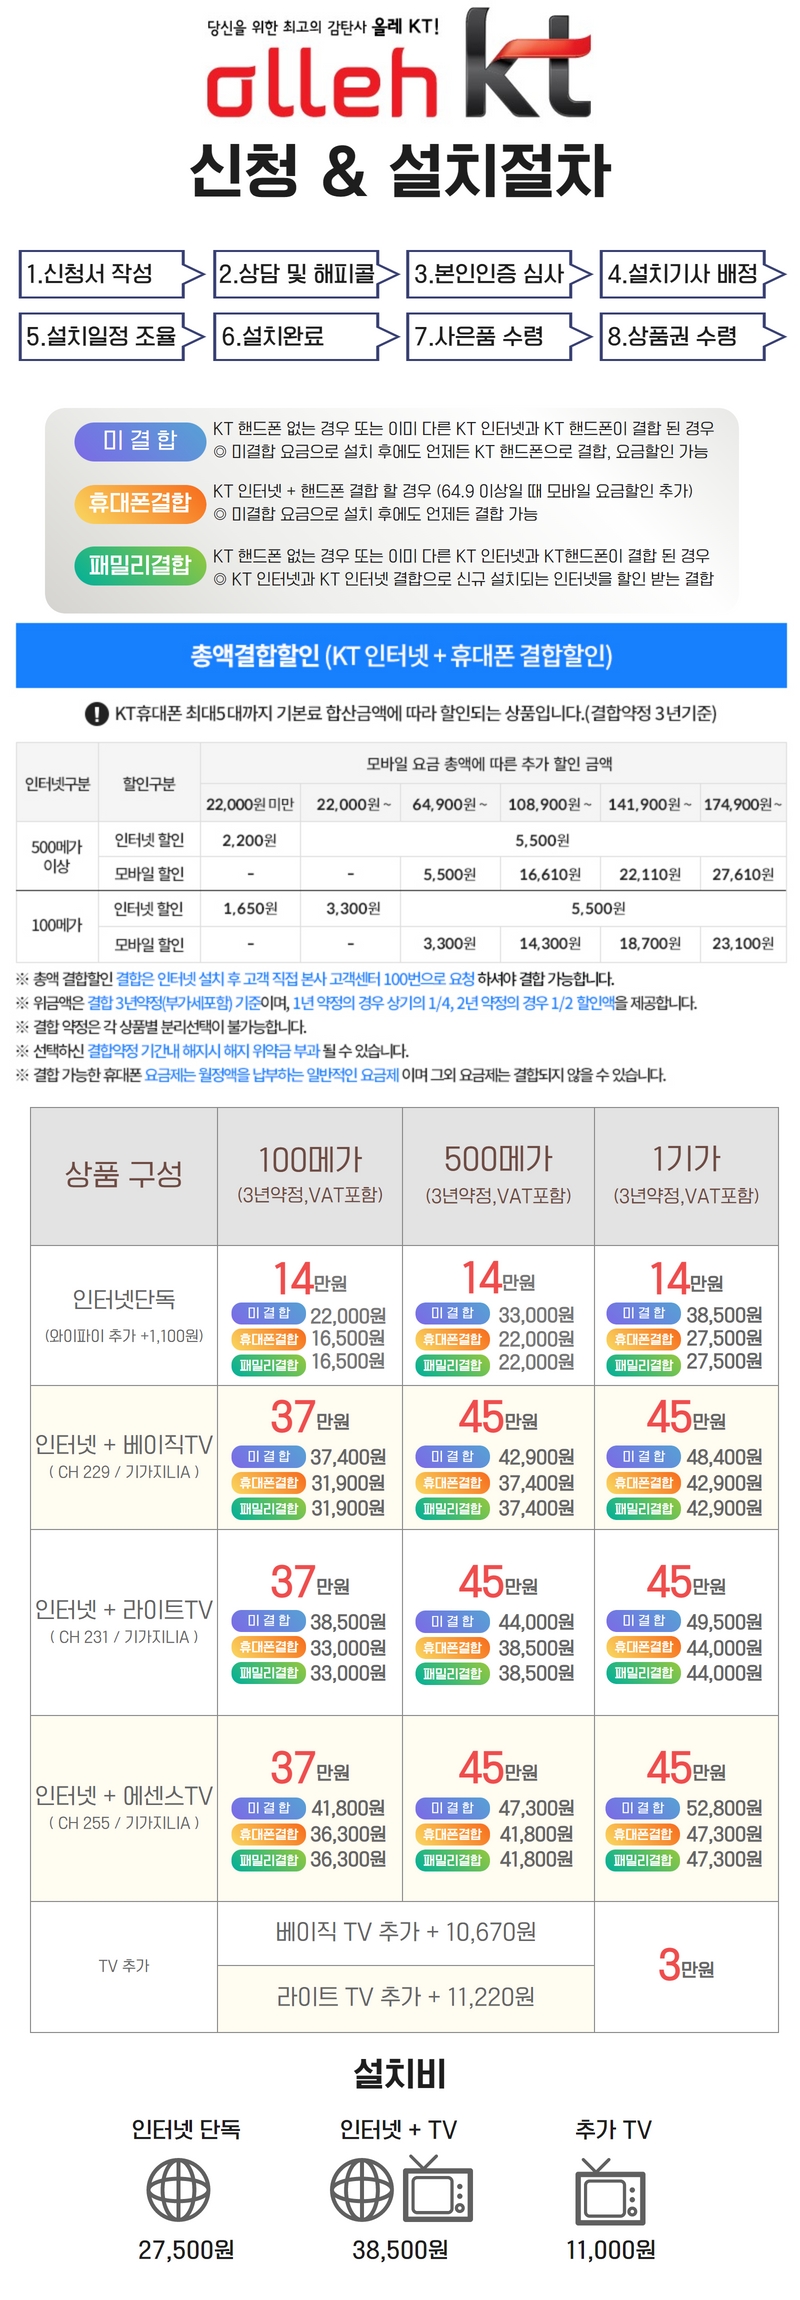 당신을 위한 최고의 감탄사 올레 KT!
olleh kt
신청 & 설치절차
1.신청서 작성
2.상담 및 해피콜
3.본인인증 심사
4.설치기사 배정
5.설치일정 조율
6.설치완료
7.사은품 수령
8.상품권 수령
미 결 합
KT 핸드폰 없는 경우 또는 이미 다른 KT 인터넷과 KT 핸드폰이 결합 된 경우
◎ 미결합 요금으로 설치 후에도 언제든 KT 핸드폰으로 결합, 요금할인 가능
휴대폰결합
KT 인터넷 + 핸드폰 결합 할 경우 (64.9 이상일 때 모바일 요금할인 추가)
◎ 미결합 요금으로 설치 후에도 언제든 결합 가능
패밀리결합
KT 핸드폰 없는 경우 또는 이미 다른 KT 인터넷과 KT핸드폰이 결합 된 경우
◎ KT 인터넷과 KT 인터넷 결합으로 신규 설치되는 인터넷을 할인 받는 결합
총액결합할인 (KT 인터넷 + 휴대폰 결합할인)
! KT휴대폰 최대5대까지 기본료 합산금액에 따라 할인되는 상품입니다.(결합약정 3년기준)
인터넷구분 할인구분 모바일 요금 총액에 따른 추가 할인 금액
22,000원 미만 22,000원 ~ 64,900원 ~ 108,900원 ~ 141,900원 ~ 174,900원 ~
500메가 이상
인터넷 할인 2,200원 5,500원
모바일 할인 - - 5,500원 16,610원 22,110원 27,610원
100메가
인터넷 할인 1,650원 3,300원 5,500원
모바일 할인 - - 3,300원 14,300원 18,700원 23,100원
※ 총액 결합할인 결합은 인터넷 설치 후 고객 직접 본사 고객센터 100번으로 요청 하셔야 결합 가능합니다.
※ 위금액은 결합 3년약정(부가세포함) 기준이며, 1년 약정의 경우 상기의 1/4, 2년 약정의 경우 1/2 할인액을 제공합니다.
※ 결합 약정은 각 상품별 분리선택이 불가능합니다.
※ 선택하신 결합약정 기간내 해지시 해지 위약금 부과 될 수 있습니다.
※ 결합 가능한 휴대폰 요금제는 월정액을 납부하는 일반적인 요금제 이며 그외 요금제는 결합되지 않을 수 있습니다.
상품 구성 100메가 500메가 1기가
(3년약정,VAT포함) (3년약정,VAT포함) (3년약정,VAT포함)
인터넷단독
(와이파이 추가 +1,100원)
14만원 14만원 14만원
미 결 합 22,000원 미 결 합 33,000원 미 결 합 38,500원
휴대폰결합 16,500원 휴대폰결합 22,000원 휴대폰결합 27,500원
패밀리결합 16,500원 패밀리결합 22,000원 패밀리결합 27,500원
인터넷 + 베이직TV
( CH 229 / 기가지LIA )
37만원 45만원 45만원
미 결 합 37,400원 미 결 합 42,900원 미 결 합 48,400원
휴대폰결합 31,900원 휴대폰결합 37,400원 휴대폰결합 42,900원
패밀리결합 31,900원 패밀리결합 37,400원 패밀리결합 42,900원
인터넷 + 라이트TV
( CH 231 / 기가지LIA )
37만원 45만원 45만원
미 결 합 38,500원 미 결 합 44,000원 미 결 합 49,500원
휴대폰결합 33,000원 휴대폰결합 38,500원 휴대폰결합 44,000원
패밀리결합 33,000원 패밀리결합 38,500원 패밀리결합 44,000원
인터넷 + 에센스TV
( CH 255 / 기가지LIA )
37만원 45만원 45만원
미 결 합 41,800원 미 결 합 47,300원 미 결 합 52,800원
휴대폰결합 36,300원 휴대폰결합 41,800원 휴대폰결합 47,300원
패밀리결합 36,300원 패밀리결합 41,800원 패밀리결합 47,300원
TV 추가
베이직 TV 추가 + 10,670원
라이트 TV 추가 + 11,220원
3만원
설치비
인터넷 단독 인터넷 + TV 추가 TV
27,500원 38,500원 11,000원